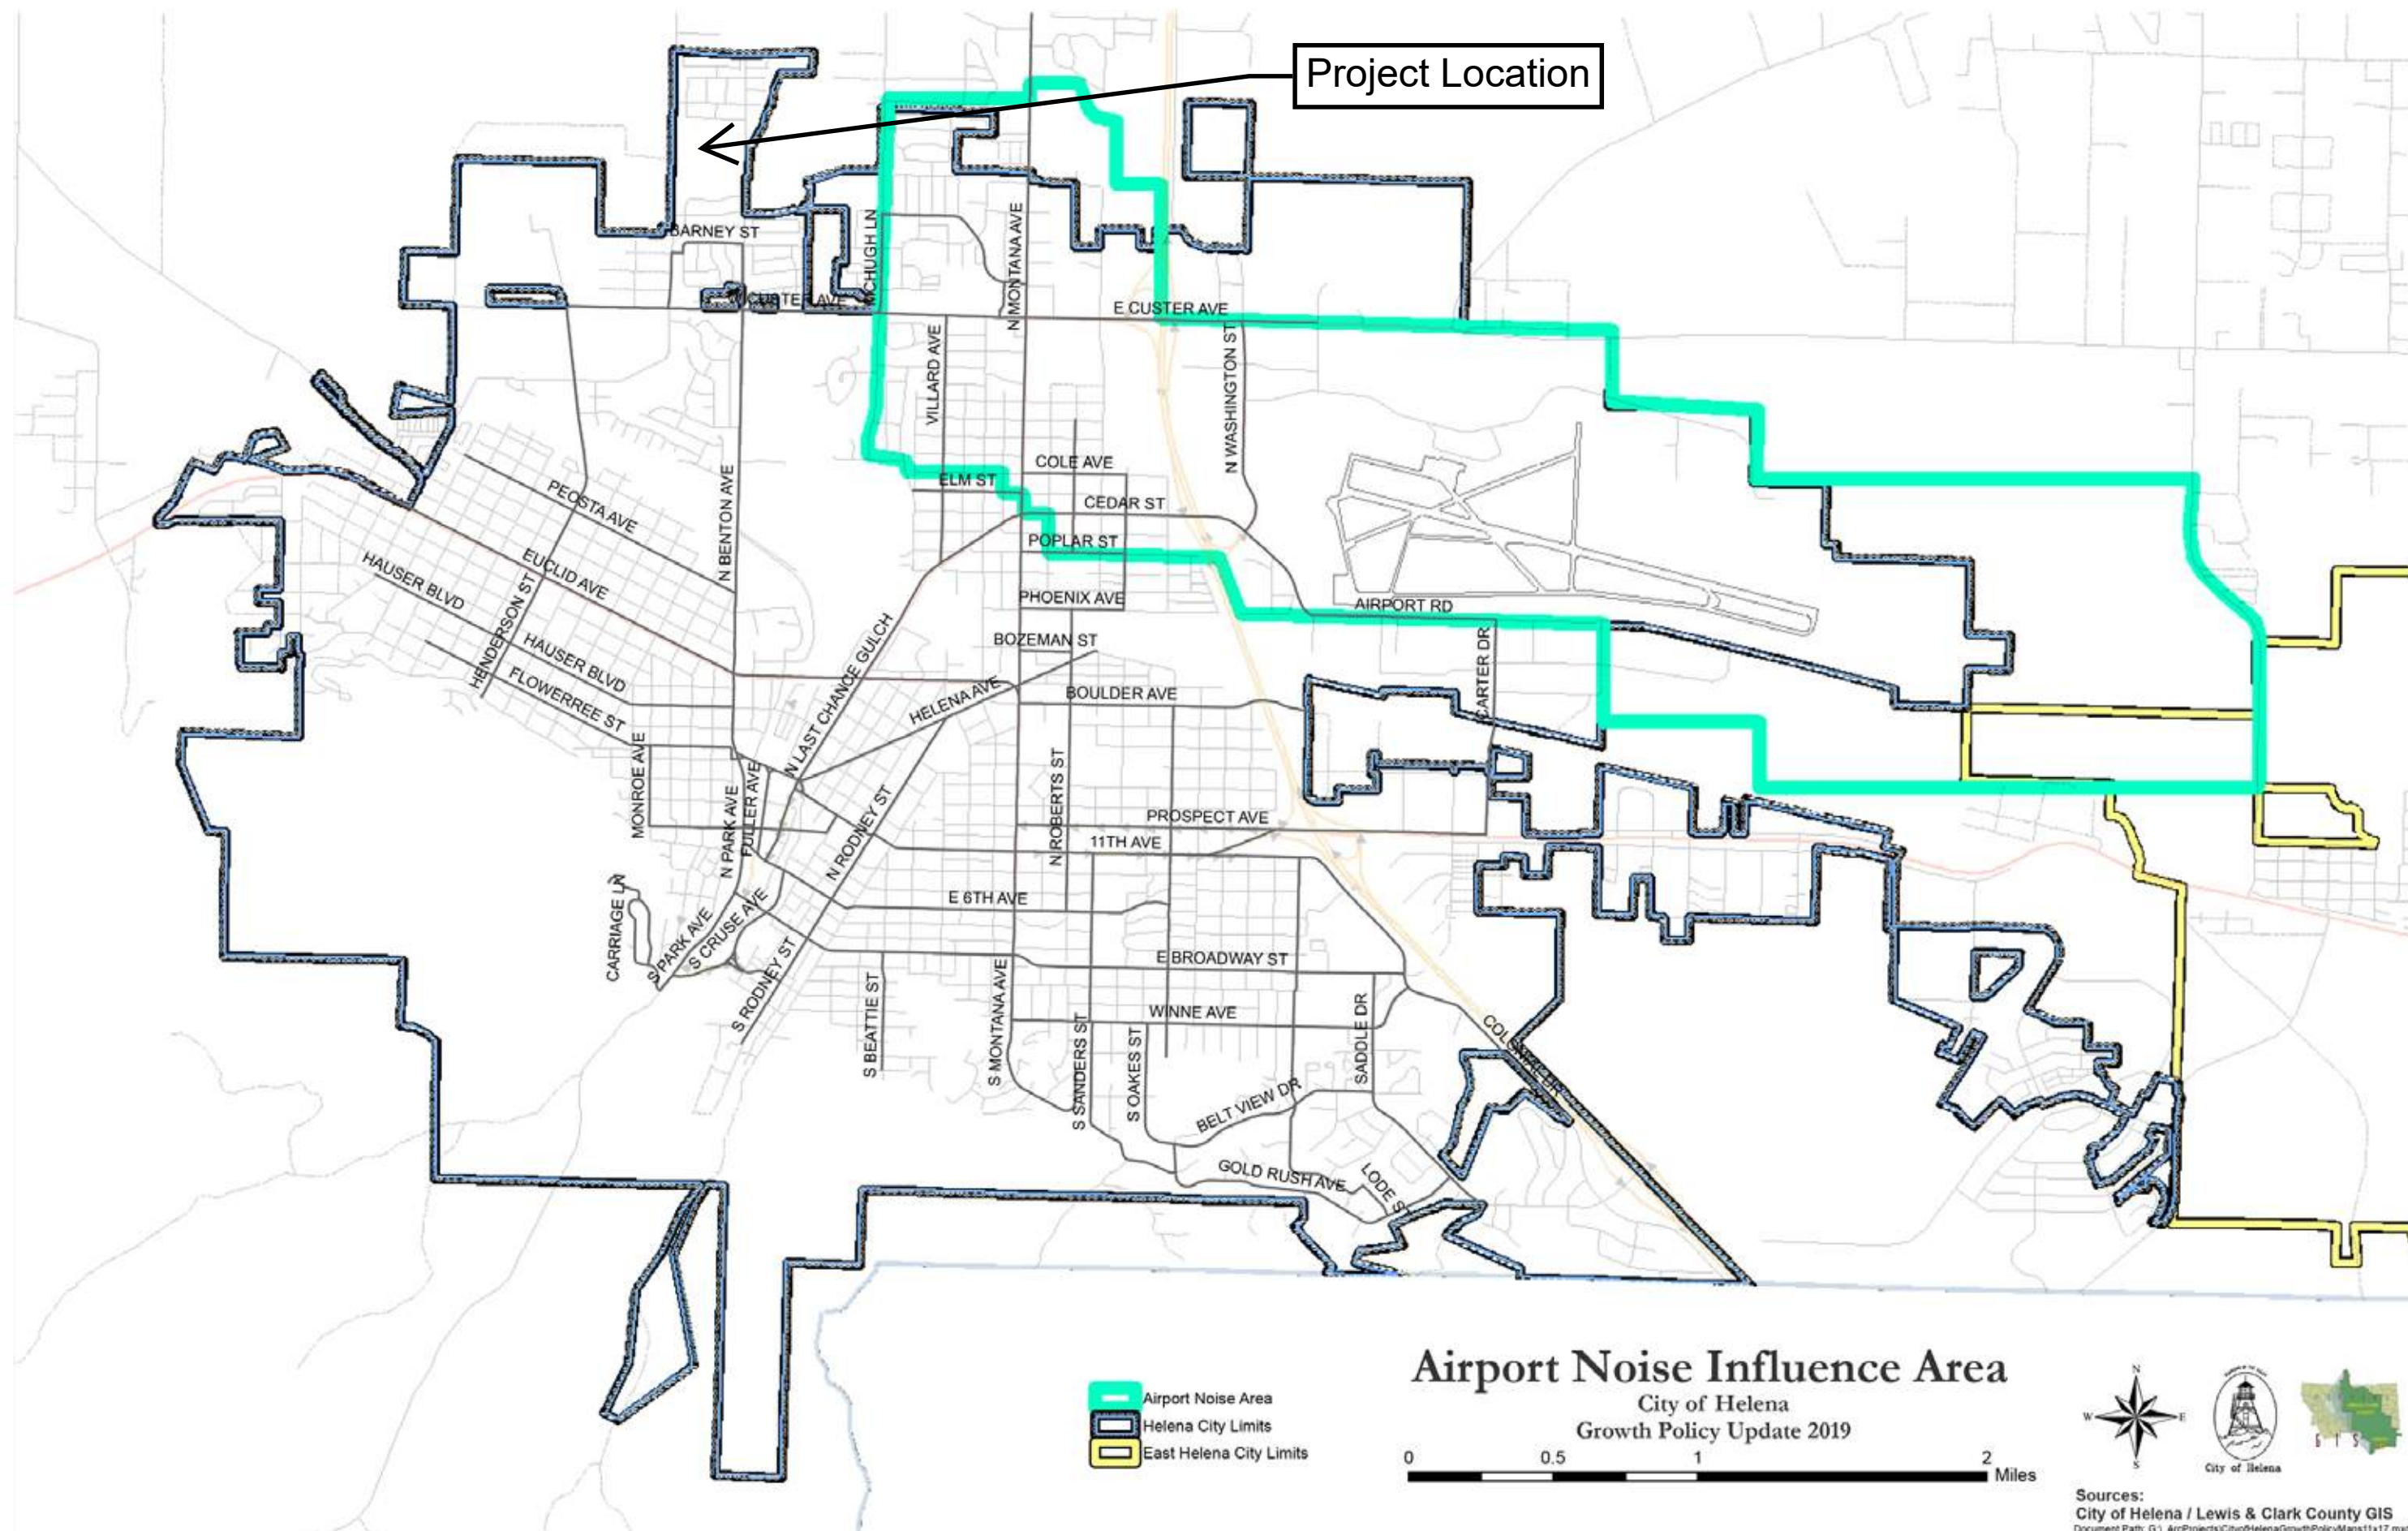 Project Location
BARNEY ST
W CUSTER AVE
MCHUGH LN
N MONTANA AVE
E CUSTER AVE
VILLARD AVE
N WASHINGTON ST
COLE AVE
ELM ST
CEDAR ST
PEOSTA AVE
N BENTON AVE
POPLAR ST
EUCLID AVE
HAUSER BLVD
PHOENIX AVE
AIRPORT RD
HENDERSON ST
HAUSER BLVD
BOZEMAN ST
N LAST CHANCE GULCH
CARTER DR
FLOWERREE ST
HELENA AVE
BOULDER AVE
MONROE AVE
N PARK AVE
FULLER AVE
N RODNEY ST
N ROBERTS ST
PROSPECT AVE
11TH AVE
E 6TH AVE
CARRIAGE LN
S PARK AVE
S CRUSE AVE
S RODNEY ST
E BROADWAY ST
S BEATTIE ST
S MONTANA AVE
WINNE AVE
S SANDERS ST
S OAKES ST
SADDLE DR
COLONIAL DR
BELT VIEW DR
GOLD RUSH AVE
LODE S
Airport Noise Area
Helena City Limits
East Helena City Limits
Airport Noise Influence Area
City of Helena
Growth Policy Update 2019
0 0.5 1 2
Miles
N
W E
S
City of Helena
G I S
Sources:
City of Helena / Lewis & Clark County GIS